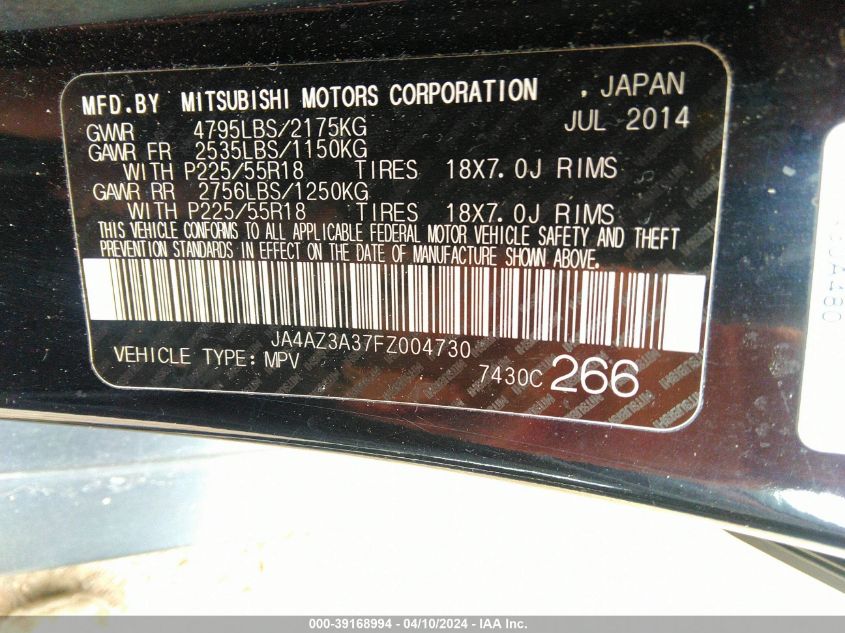 MFD.BY MITSUBISHI MOTORS CORPORATION , JAPAN
GVWR 4795LBS/2175KG JUL 2014
GAWR FR 2535LBS/1150KG
WITH P225/55R18 TIRES 18X7.0J RIMS
GAWR RR 2756LBS/1250KG
WITH P225/55R18 TIRES 18X7.0J RIMS
THIS VEHICLE CONFORMS TO ALL APPLICABLE FEDERAL MOTOR VEHICLE SAFETY AND THEFT
PREVENTION STANDARDS IN EFFECT ON THE DATE OF MANUFACTURE SHOWN ABOVE.
JA4AZ3A37FZ004730
VEHICLE TYPE: MPV 7430C 266
000-39168994 - 04/10/2024 - IAA Inc.